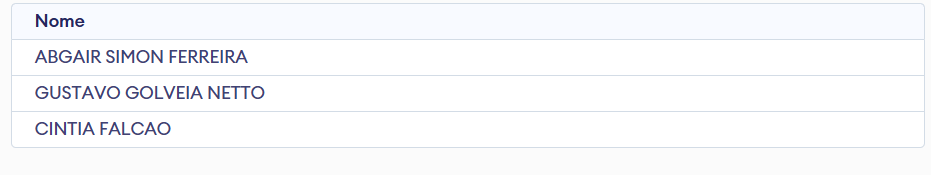 Nome
ABGAIR SIMON FERREIRA
GUSTAVO GOLVEIA NETTO
CINTIA FALCAO